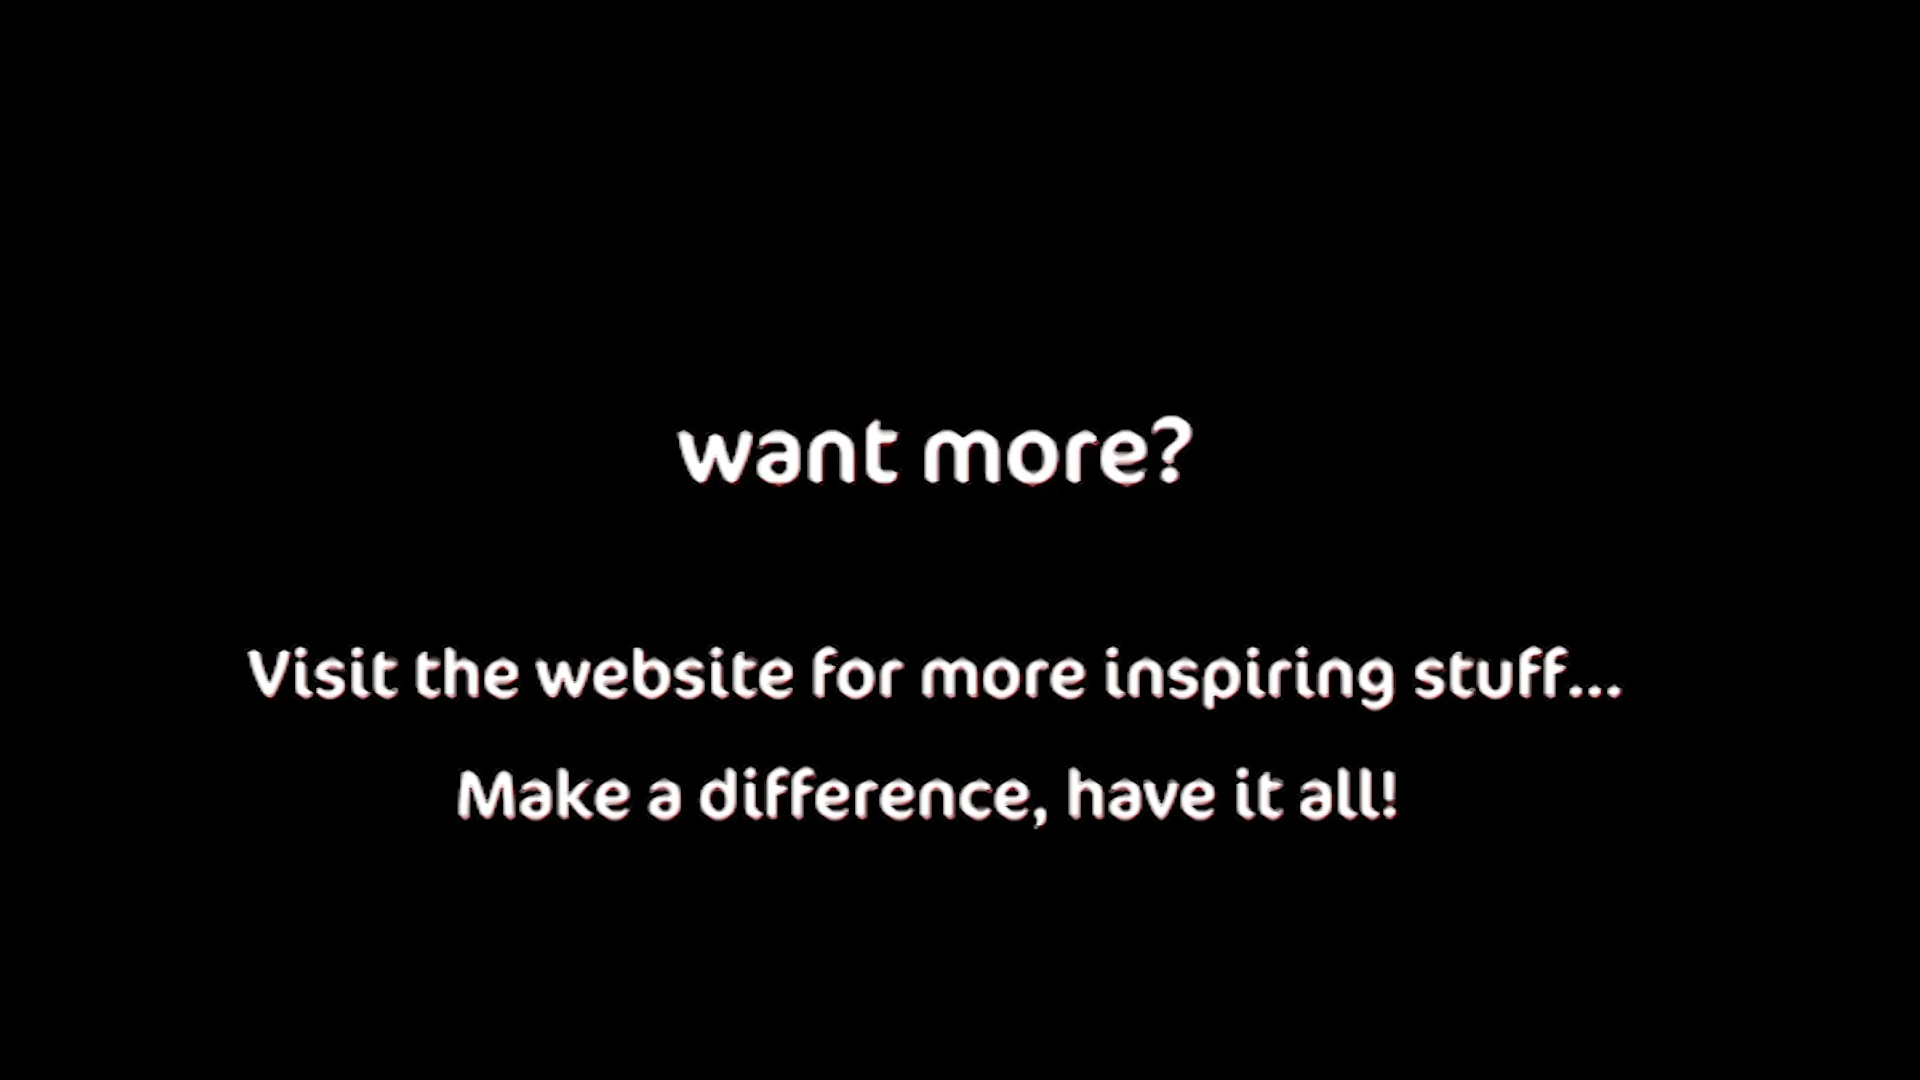 want more?
Visit the website for more inspiring stuff...
Make a difference, have it all!